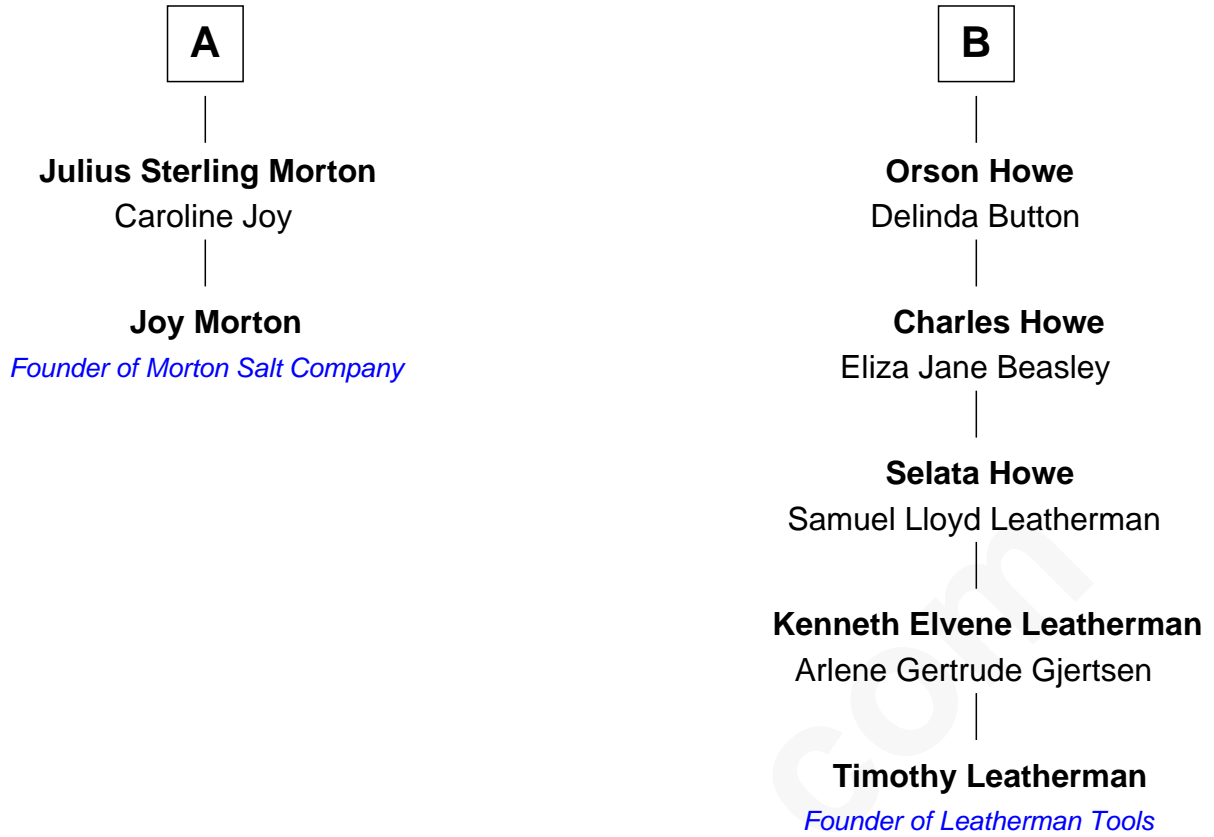 A
Julius Sterling Morton
Caroline Joy
Joy Morton
Founder of Morton Salt Company
B
Orson Howe
Delinda Button
Charles Howe
Eliza Jane Beasley
Selata Howe
Samuel Lloyd Leatherman
Kenneth Elvene Leatherman
Arlene Gertrude Gjertsen
Timothy Leatherman
Founder of Leatherman Tools
com